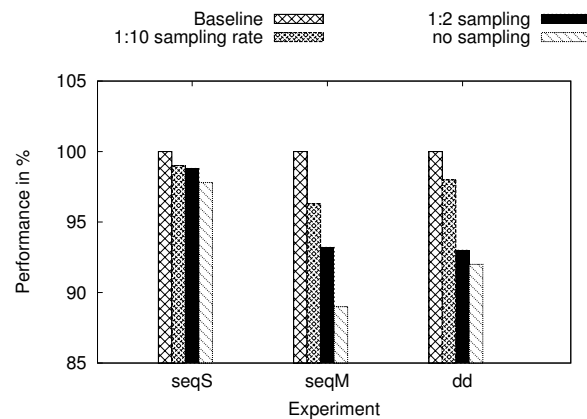 Baseline
1:10 sampling rate
1:2 sampling
no sampling
105
100
95
90
85
Performance in %
seqS
seqM
dd
Experiment